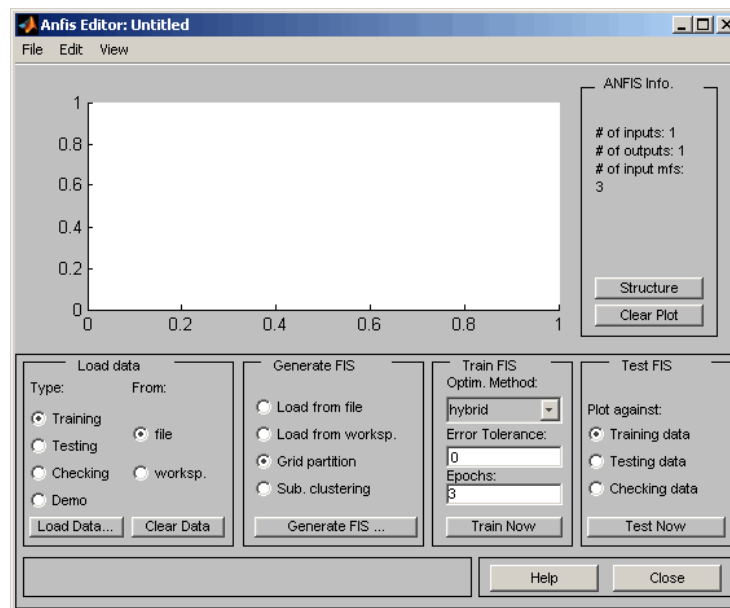 Anfis Editor: Untitled
File Edit View
ANFIS Info.
# of inputs: 1
# of outputs: 1
# of input mfs:
3
Structure
Clear Plot
1
0.8
0.6
0.4
0.2
0
0 0.2 0.4 0.6 0.8 1
Load data
Type: From:
Training
file
Testing
Checking worksp.
Demo
Load Data... Clear Data
Generate FIS
Load from file
Load from worksp.
Grid partition
Sub. clustering
Generate FIS ...
Train FIS
Optim. Method:
hybrid
Error Tolerance:
0
Epochs:
3
Train Now
Test FIS
Plot against:
Training data
Testing data
Checking data
Test Now
Help Close